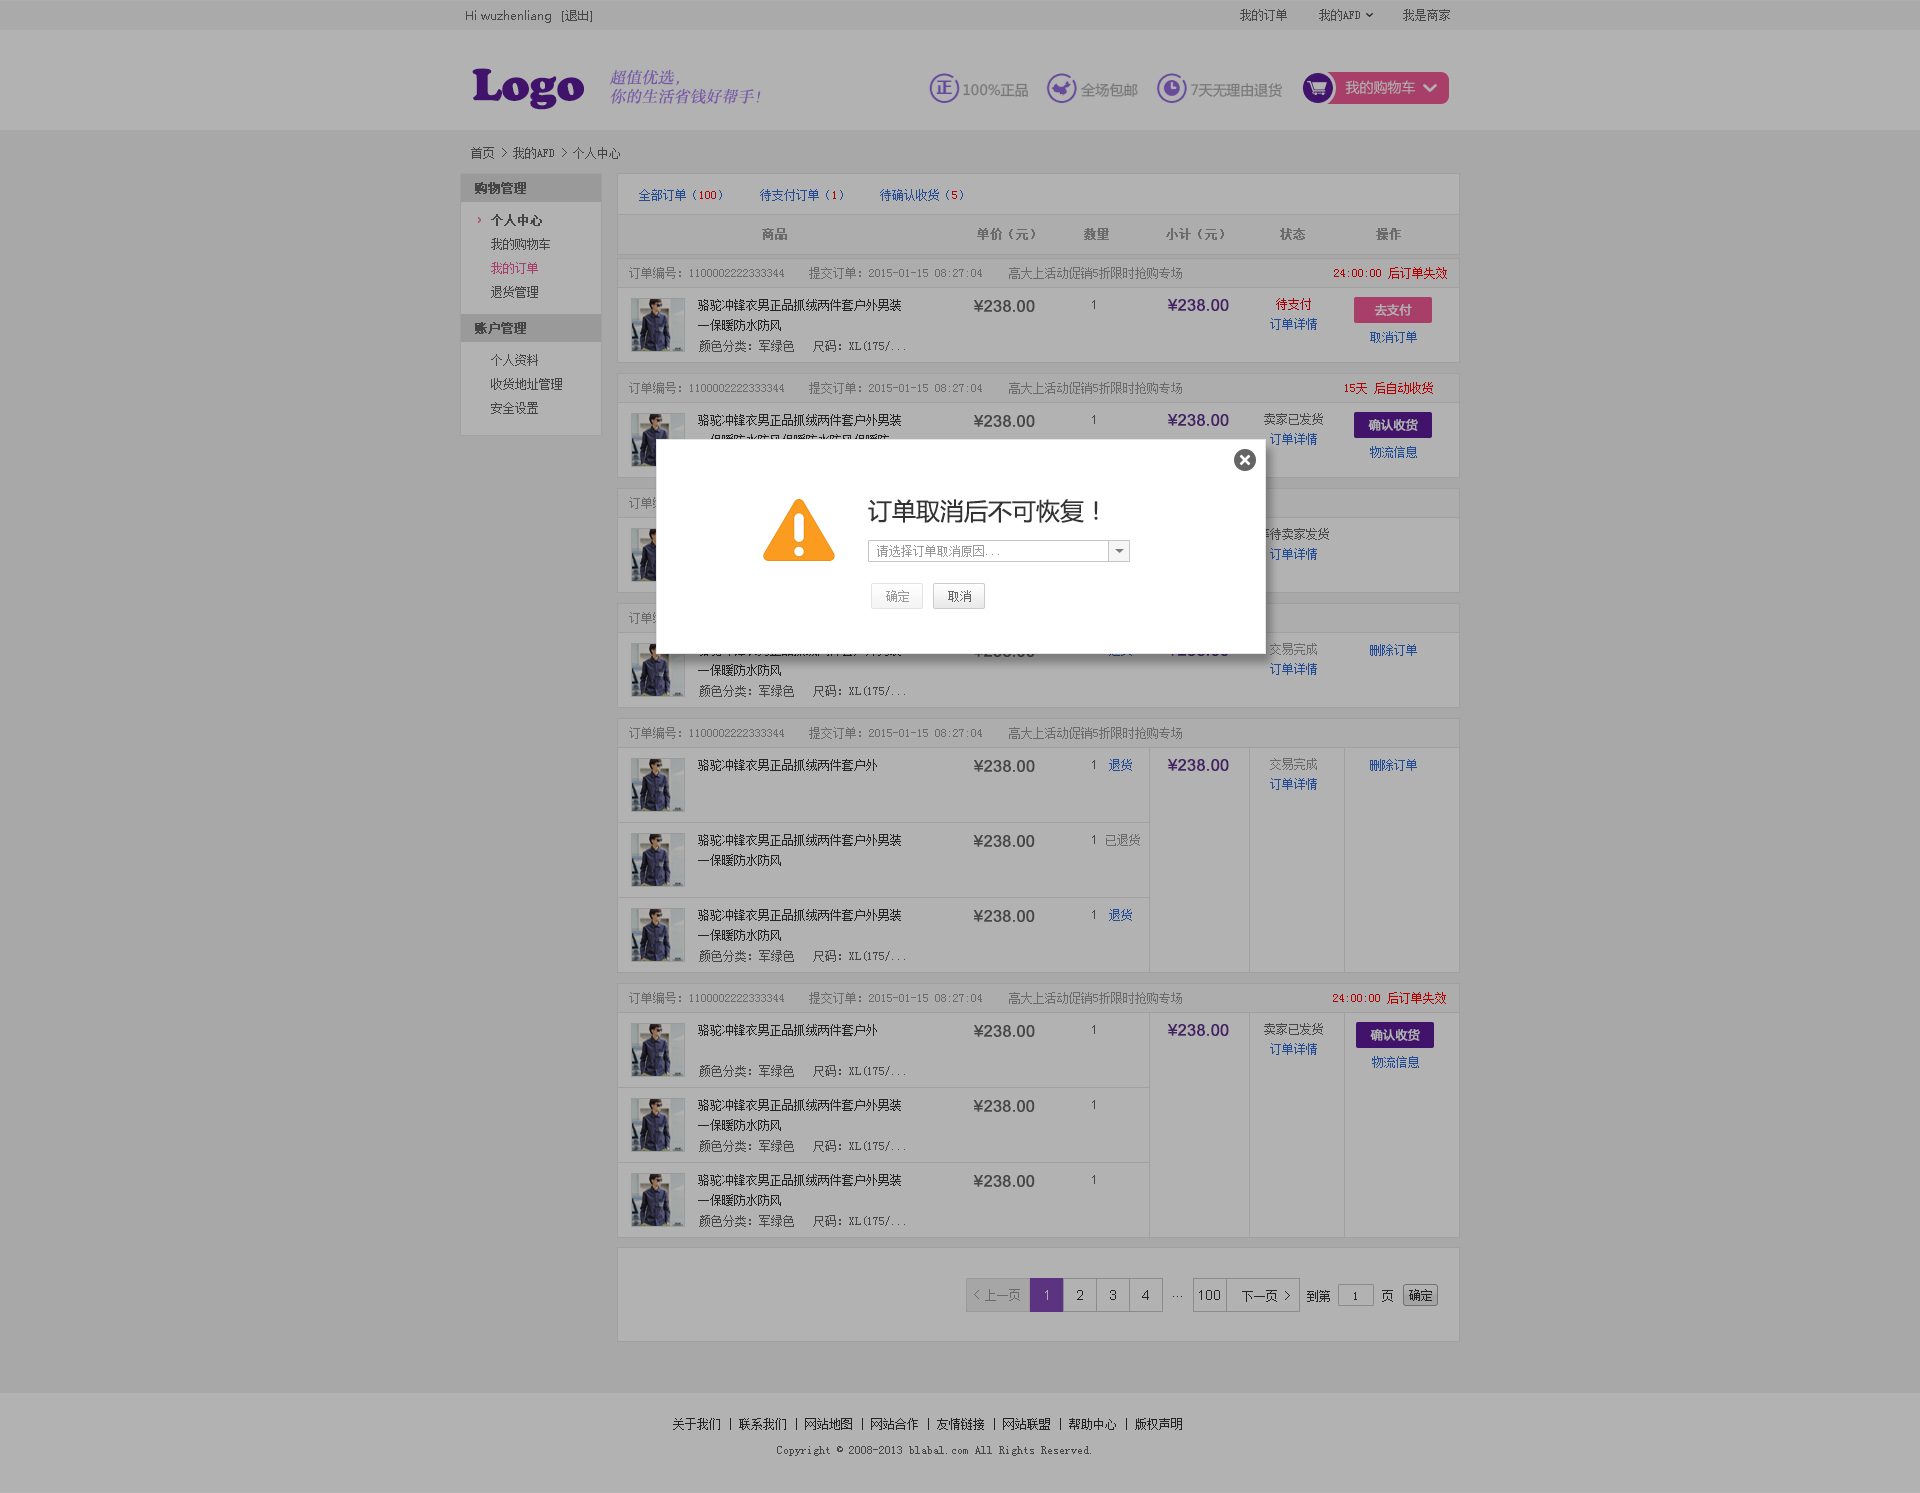 Hi wuzhenliang [退出] 我的订单 我的AFD 我是商家
Logo 超值优选，
你的生活省钱好帮手！
正 100%正品 全场包邮 7天无理由退货 我的购物车
首页 > 我的AFD > 个人中心
购物管理
个人中心
我的购物车
我的订单
退货管理
账户管理
个人资料
收货地址管理
安全设置
全部订单（100） 待支付订单（1） 待确认收货（5）
商品 单价（元） 数量 小计（元） 状态 操作
订单编号：1100002222333344 提交订单：2015-01-15 08:27:04 高大上活动促销5折限时抢购专场 24:00:00 后订单失效
骆驼冲锋衣男正品抓绒两件套户外男装 ¥238.00 1 ¥238.00 待支付 去支付
一保暖防水防风 订单详情 取消订单
颜色分类：军绿色 尺码：XL(175/...
订单编号：1100002222333344 提交订单：2015-01-15 08:27:04 高大上活动促销5折限时抢购专场 15天 后自动收货
骆驼冲锋衣男正品抓绒两件套户外男装 ¥238.00 1 ¥238.00 卖家已发货 确认收货
订单详情 物流信息
订单取消后不可恢复！
请选择订单取消原因...
确定 取消
待卖家发货
订单详情
交易完成 删除订单
一保暖防水防风 订单详情
颜色分类：军绿色 尺码：XL(175/...
订单编号：1100002222333344 提交订单：2015-01-15 08:27:04 高大上活动促销5折限时抢购专场
骆驼冲锋衣男正品抓绒两件套户外 ¥238.00 1 退货 ¥238.00 交易完成 删除订单
订单详情
骆驼冲锋衣男正品抓绒两件套户外男装 ¥238.00 1 已退货
一保暖防水防风
骆驼冲锋衣男正品抓绒两件套户外男装 ¥238.00 1 退货
一保暖防水防风
颜色分类：军绿色 尺码：XL(175/...
订单编号：1100002222333344 提交订单：2015-01-15 08:27:04 高大上活动促销5折限时抢购专场 24:00:00 后订单失效
骆驼冲锋衣男正品抓绒两件套户外 ¥238.00 1 ¥238.00 卖家已发货 确认收货
订单详情 物流信息
颜色分类：军绿色 尺码：XL(175/...
骆驼冲锋衣男正品抓绒两件套户外男装 ¥238.00 1
一保暖防水防风
颜色分类：军绿色 尺码：XL(175/...
骆驼冲锋衣男正品抓绒两件套户外男装 ¥238.00 1
一保暖防水防风
颜色分类：军绿色 尺码：XL(175/...
< 上一页 1 2 3 4 ... 100 下一页 > 到第 1 页 确定
关于我们 | 联系我们 | 网站地图 | 网站合作 | 友情链接 | 网站联盟 | 帮助中心 | 版权声明
Copyright © 2008-2013 blabal.com All Rights Reserved.